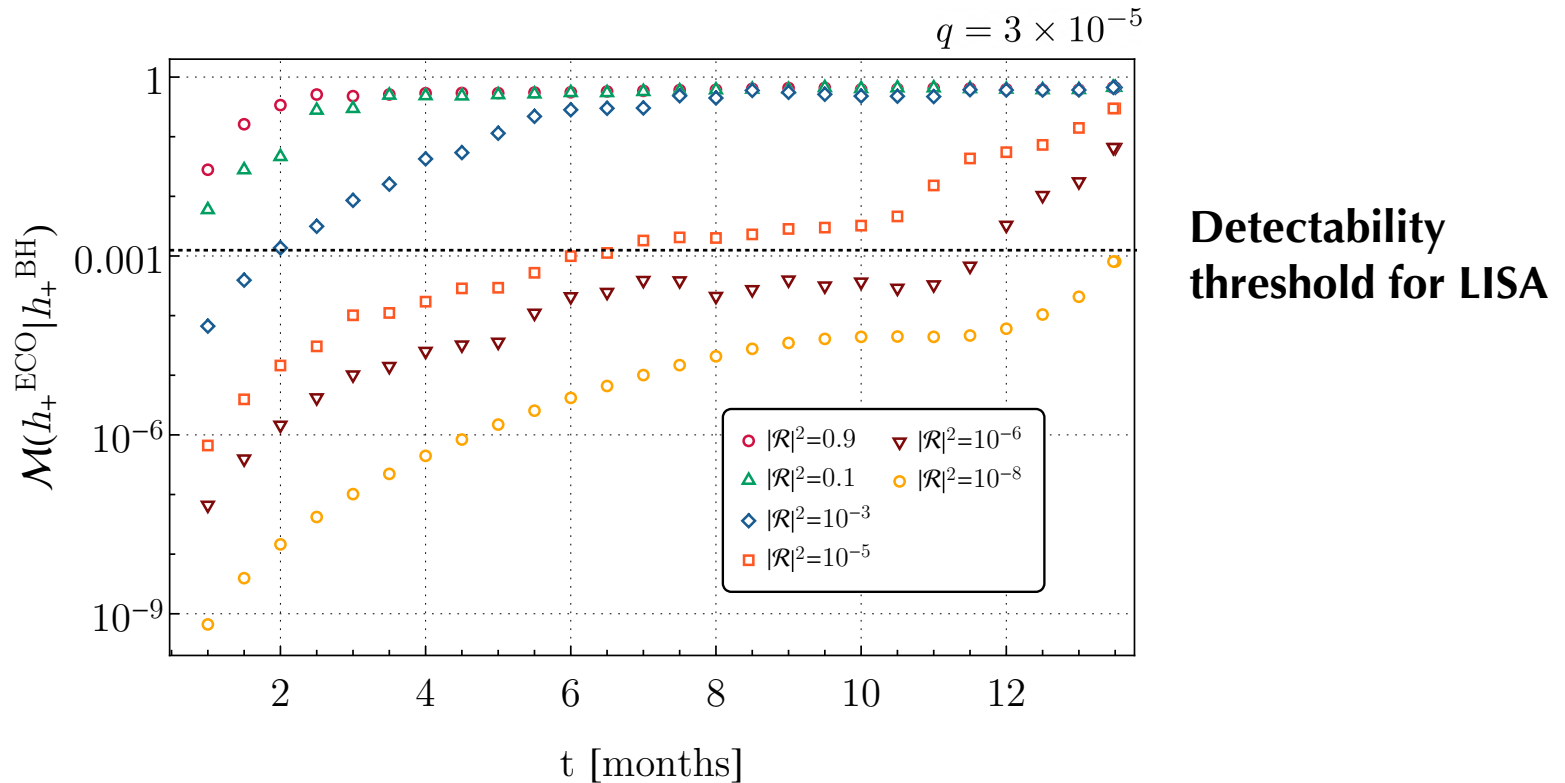 q = 3 × 10⁻⁵
1
0.001
10⁻⁶
10⁻⁹
𝓜(h₊ᴱᶜᴼ|h₊ᴮᴴ)
|𝓡|²=0.9
|𝓡|²=0.1
|𝓡|²=10⁻³
|𝓡|²=10⁻⁵
|𝓡|²=10⁻⁶
|𝓡|²=10⁻⁸
2 4 6 8 10 12
t [months]
Detectability
threshold for LISA